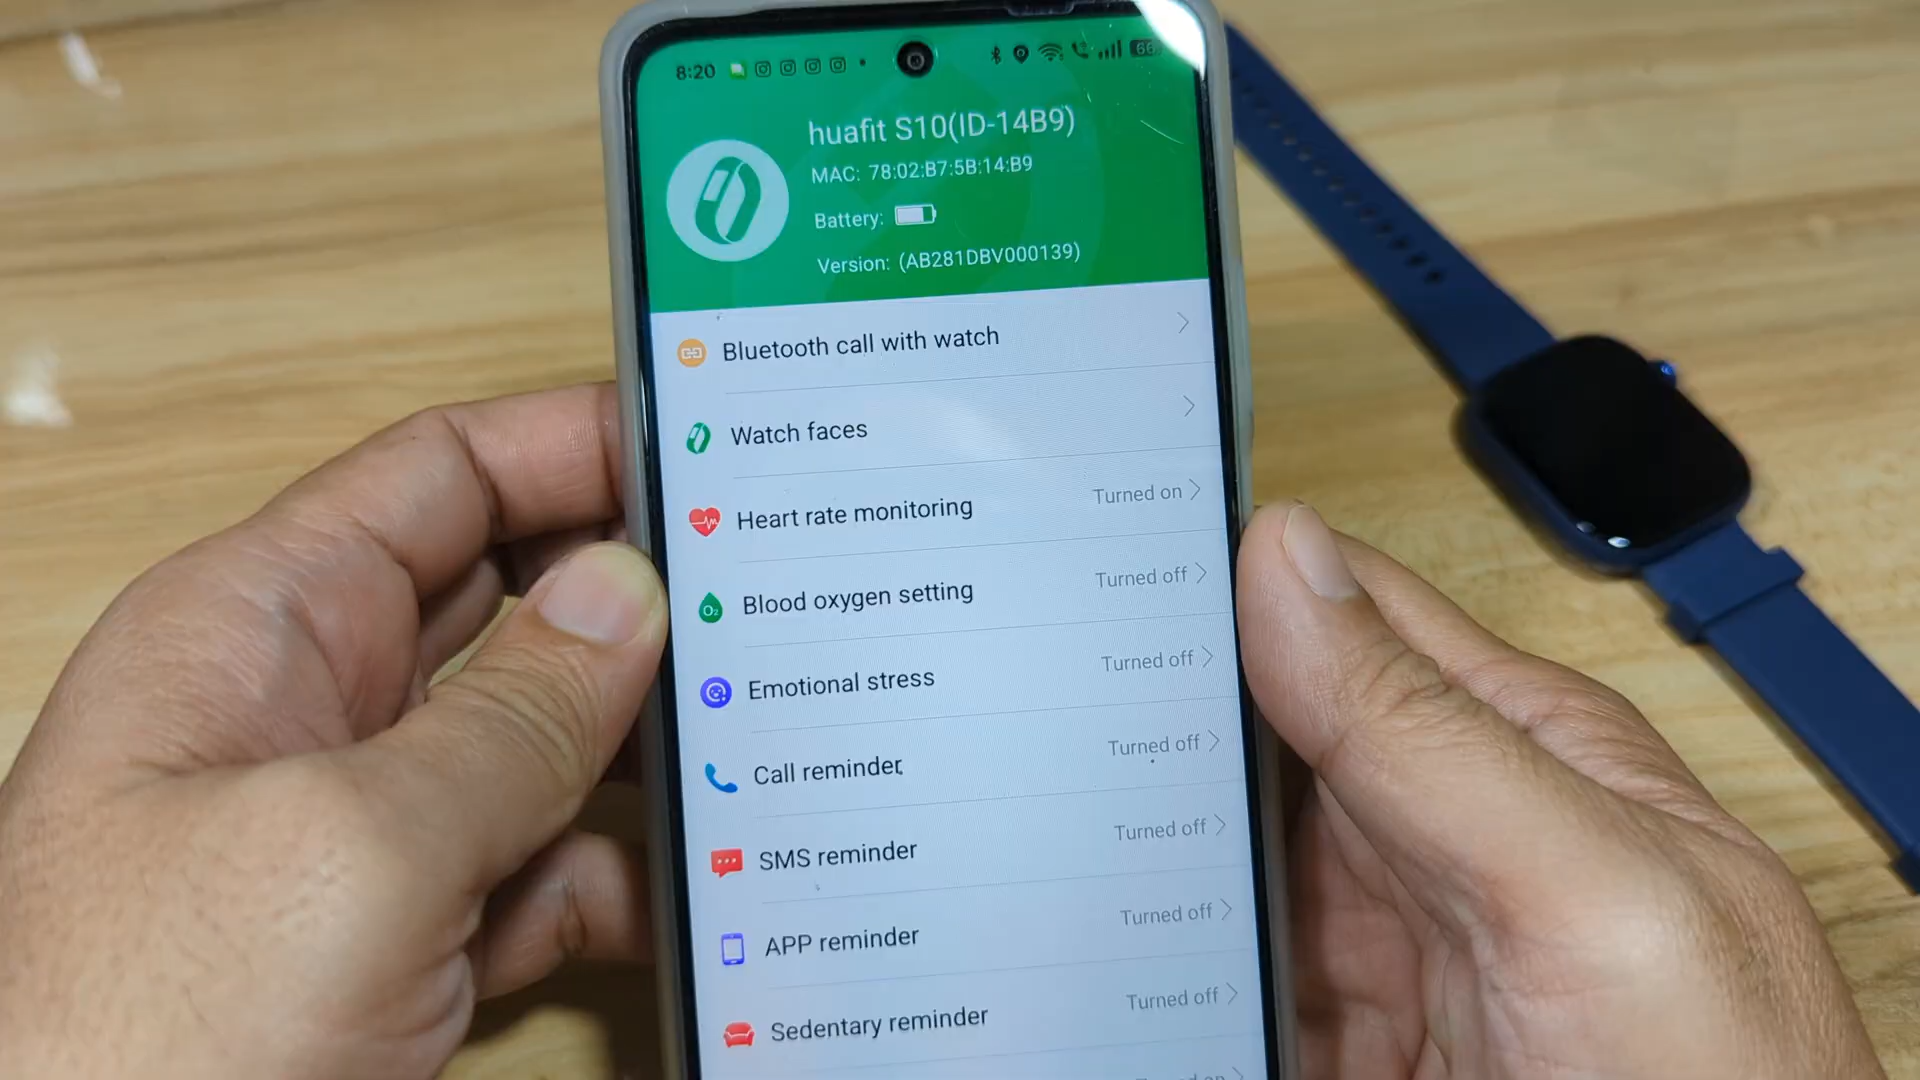 8:20 66
huafit S10(ID-14B9)
MAC: 78:02:B7:5B:14:B9
Battery:
Version: (AB281DBV000139)
Bluetooth call with watch
Watch faces
Heart rate monitoring Turned on
O₂ Blood oxygen setting Turned off
Emotional stress Turned off
Call reminder Turned off
SMS reminder Turned off
APP reminder Turned off
Sedentary reminder Turned off